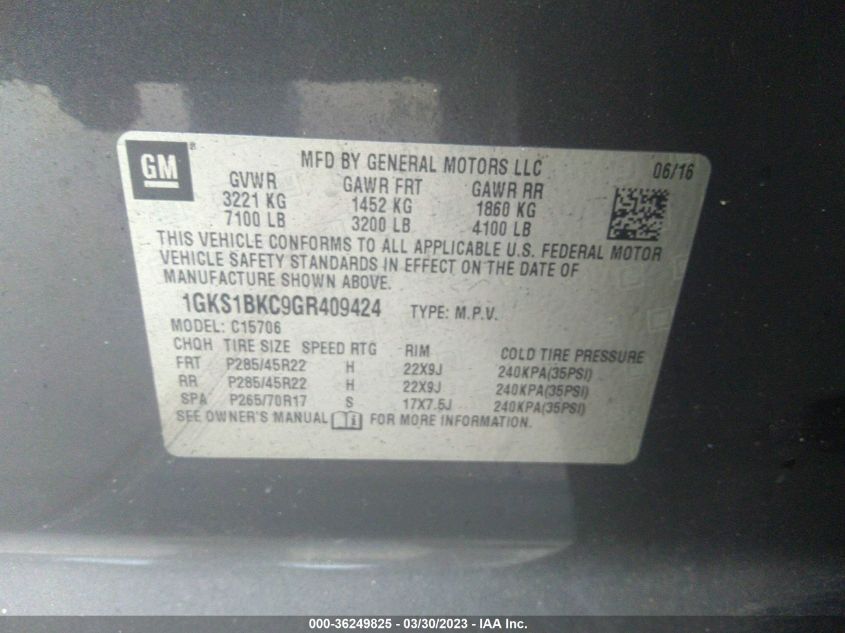 GM®
MFD BY GENERAL MOTORS LLC 06/16
GVWR GAWR FRT GAWR RR
3221 KG 1452 KG 1860 KG
7100 LB 3200 LB 4100 LB
THIS VEHICLE CONFORMS TO ALL APPLICABLE U.S. FEDERAL MOTOR
VEHICLE SAFETY STANDARDS IN EFFECT ON THE DATE OF
MANUFACTURE SHOWN ABOVE.
1GKS1BKC9GR409424 TYPE: M.P.V.
MODEL: C15706
CHQH TIRE SIZE SPEED RTG RIM COLD TIRE PRESSURE
FRT P285/45R22 H 22X9J 240KPA(35PSI)
RR P285/45R22 H 22X9J 240KPA(35PSI)
SPA P265/70R17 S 17X7.5J 240KPA(35PSI)
SEE OWNER'S MANUAL FOR MORE INFORMATION.
000-36249825 - 03/30/2023 - IAA Inc.